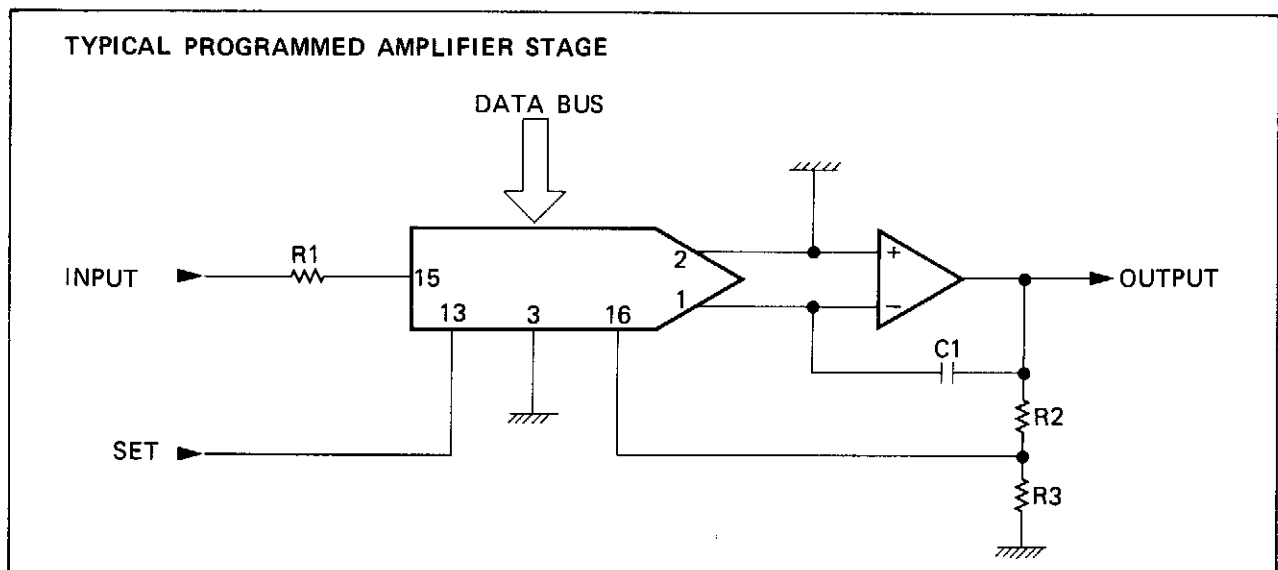 TYPICAL PROGRAMMED AMPLIFIER STAGE
DATA BUS
R1
INPUT
15
2
1
13
3
16
+
−
OUTPUT
C1
R2
SET
R3